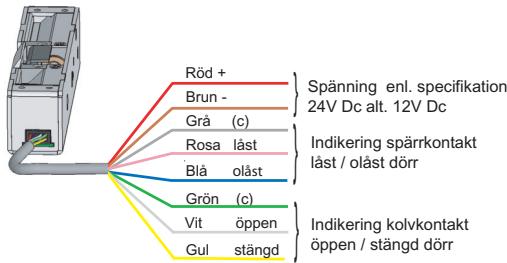 Röd +
Brun -
Spänning enl. specifikation
24V Dc alt. 12V Dc
Grå (c)
Rosa låst
Blå olåst
Indikering spärrkontakt
låst / olåst dörr
Grön (c)
Vit öppen
Gul stängd
Indikering kolvkontakt
öppen / stängd dörr